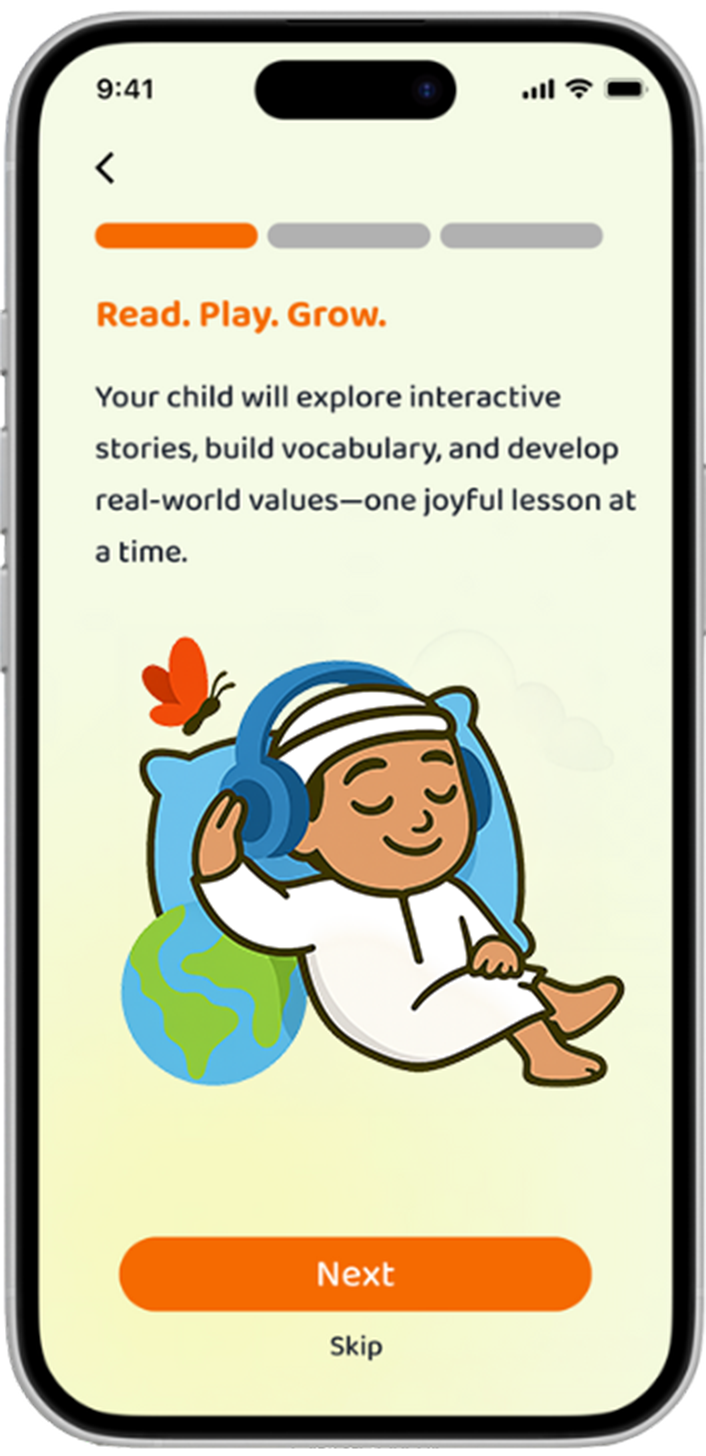 9:41
Read. Play. Grow.
Your child will explore interactive
stories, build vocabulary, and develop
real-world values—one joyful lesson at
a time.
Next
Skip